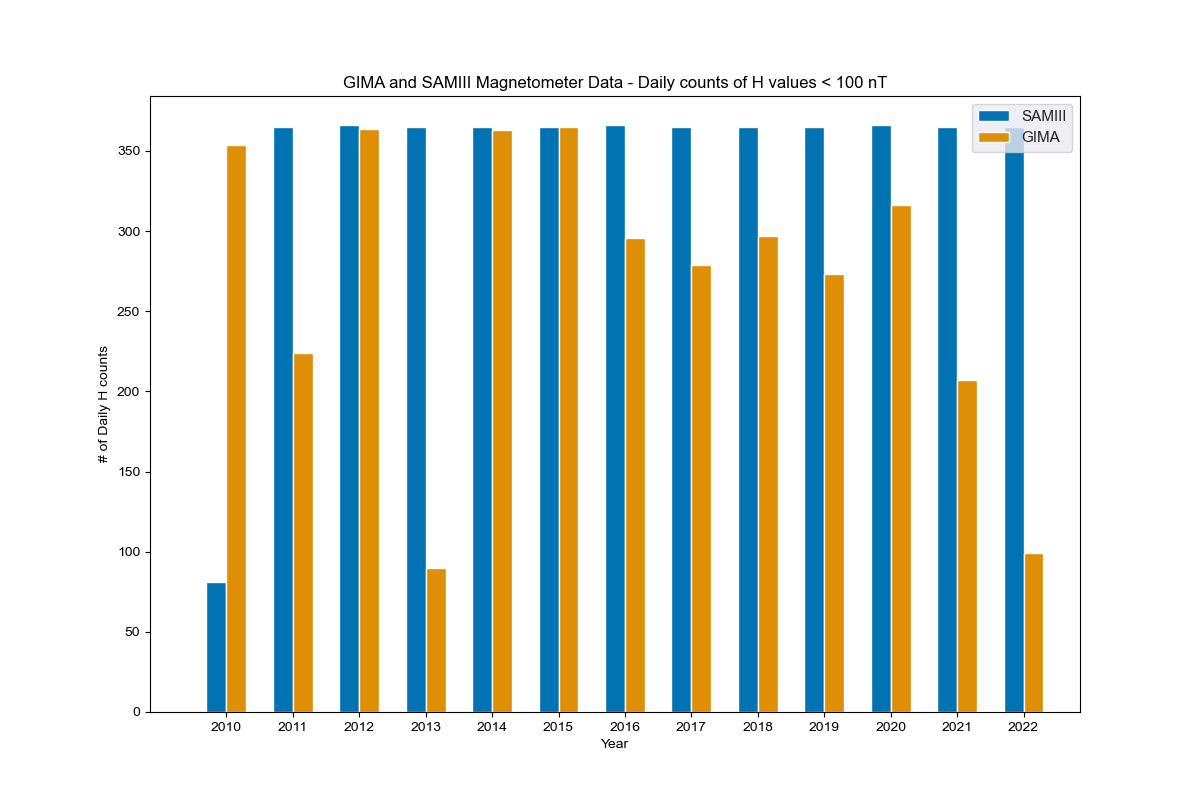 GIMA and SAMIII Magnetometer Data - Daily counts of H values < 100 nT
SAMIII
GIMA
350
300
250
200
150
100
50
0
# of Daily H counts
2010 2011 2012 2013 2014 2015 2016 2017 2018 2019 2020 2021 2022
Year